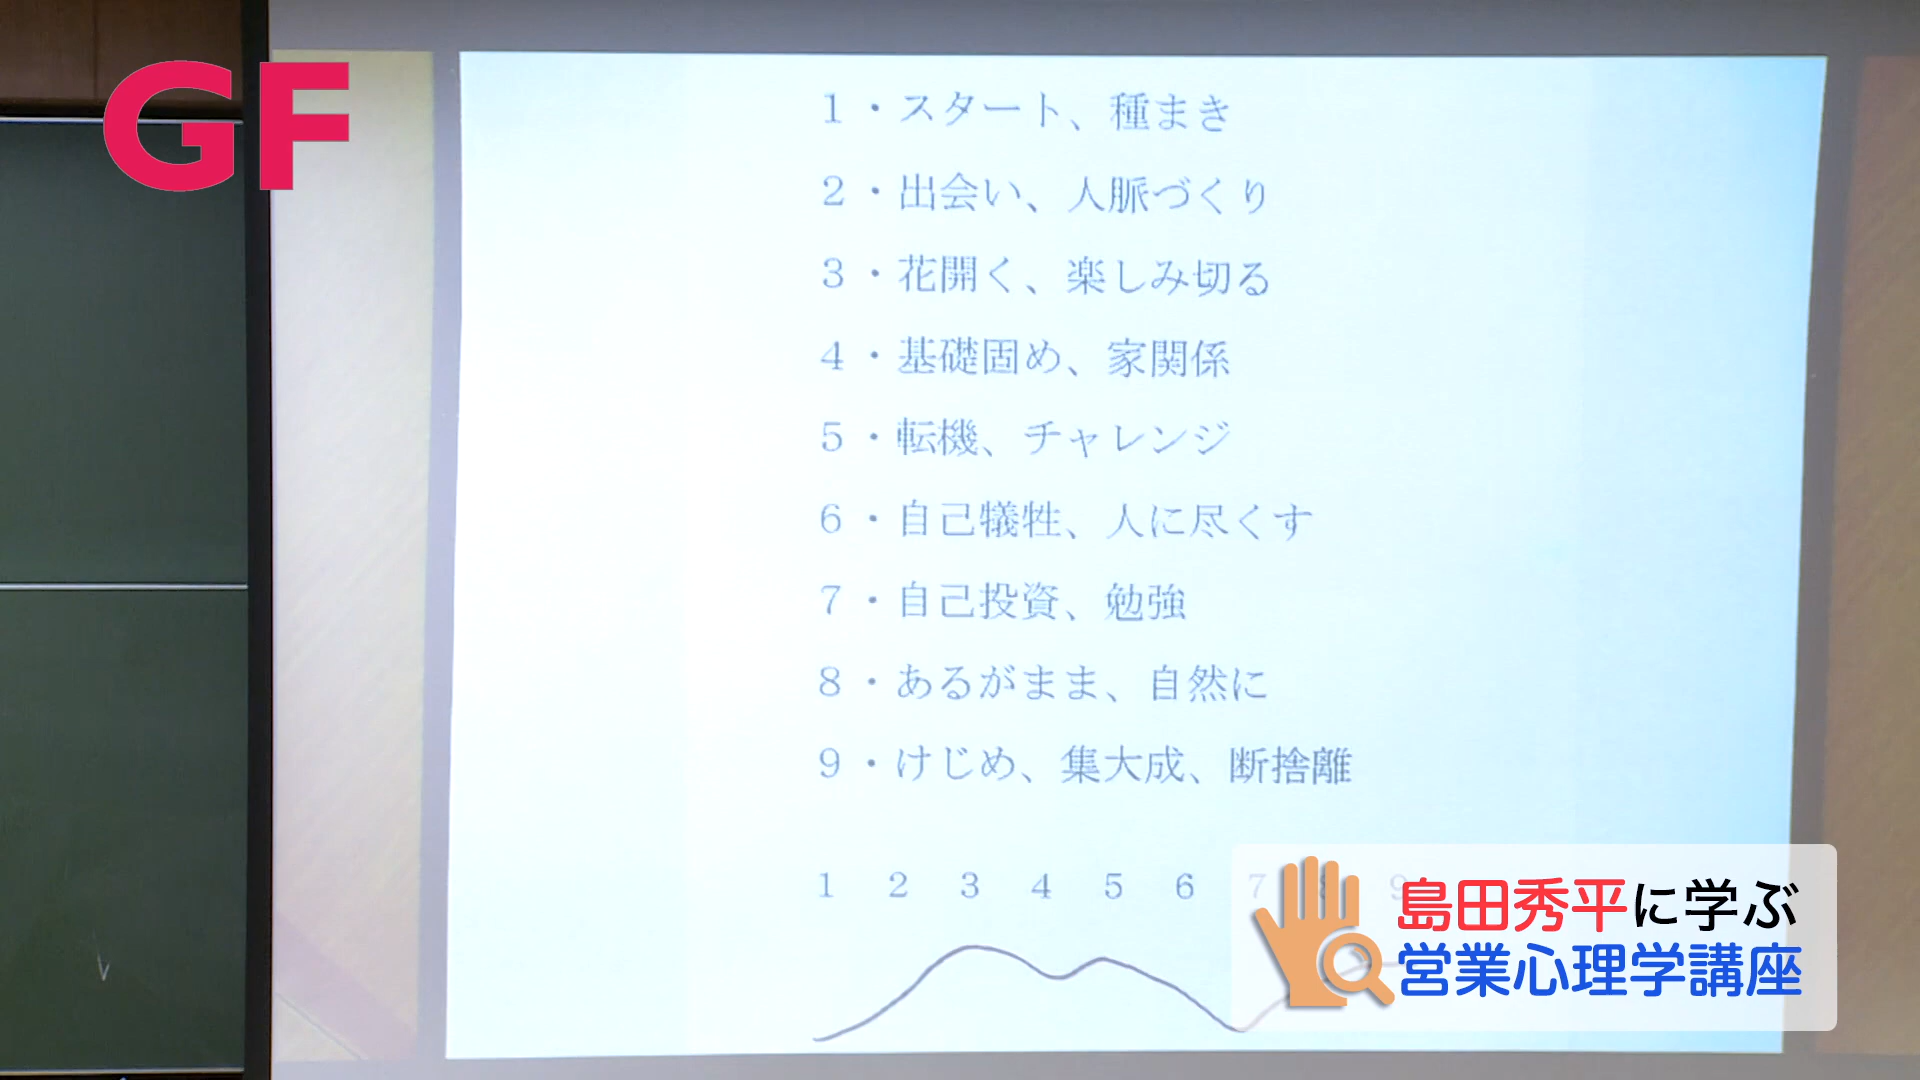 GF
1・スタート、種まき
2・出会い、人脈づくり
3・花開く、楽しみ切る
4・基礎固め、家関係
5・転機、チャレンジ
6・自己犠牲、人に尽くす
7・自己投資、勉強
8・あるがまま、自然に
9・けじめ、集大成、断捨離
1 2 3 4 5 6 7 8 9
島田秀平に学ぶ
営業心理学講座